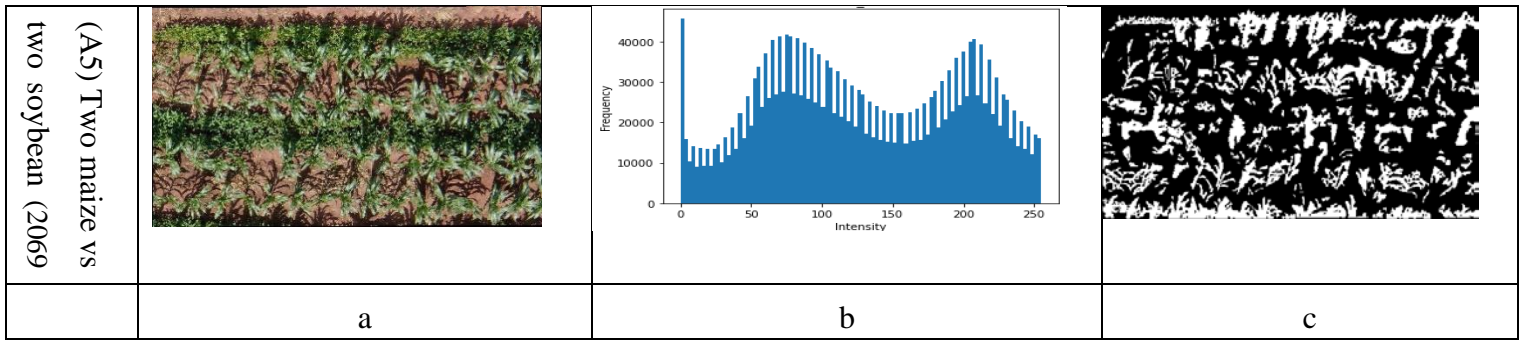 (A5) Two maize vs
two soybean (2069
40000
30000
20000
10000
0
Frequency
0 50 100 150 200 250
Intensity
a b c